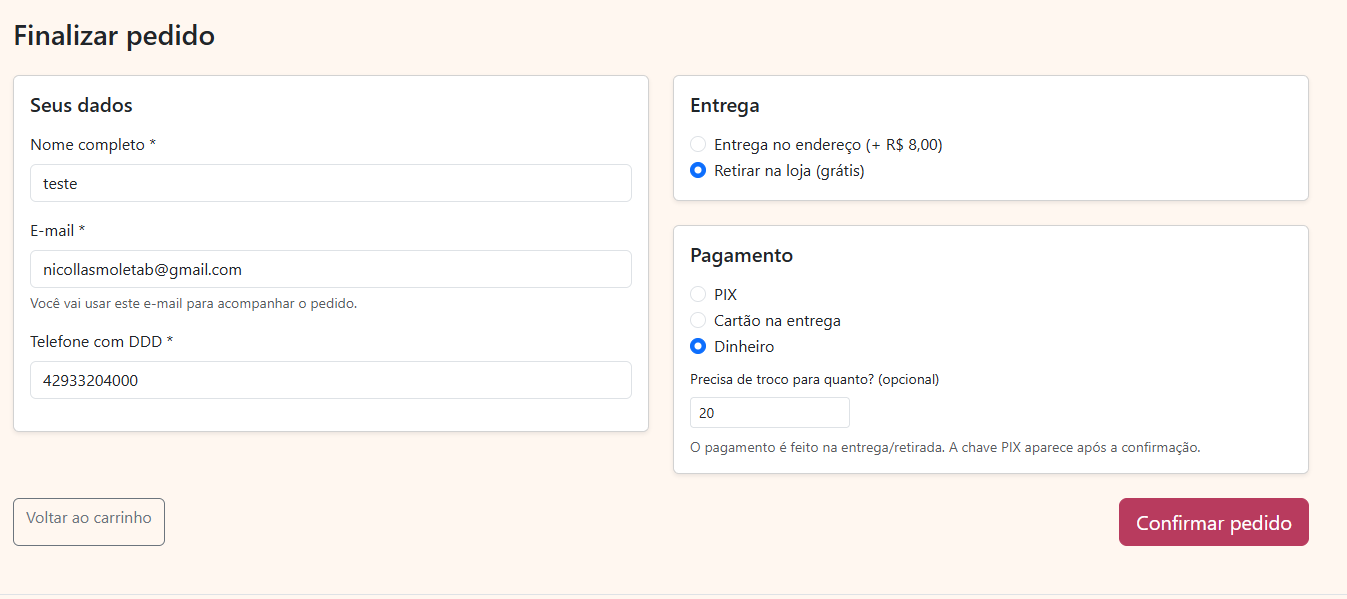 Finalizar pedido
Seus dados
Nome completo *
teste
E-mail *
nicollasmoletab@gmail.com
Você vai usar este e-mail para acompanhar o pedido.
Telefone com DDD *
42933204000
Entrega
Entrega no endereço (+ R$ 8,00)
Retirar na loja (grátis)
Pagamento
PIX
Cartão na entrega
Dinheiro
Precisa de troco para quanto? (opcional)
20
O pagamento é feito na entrega/retirada. A chave PIX aparece após a confirmação.
Voltar ao carrinho
Confirmar pedido